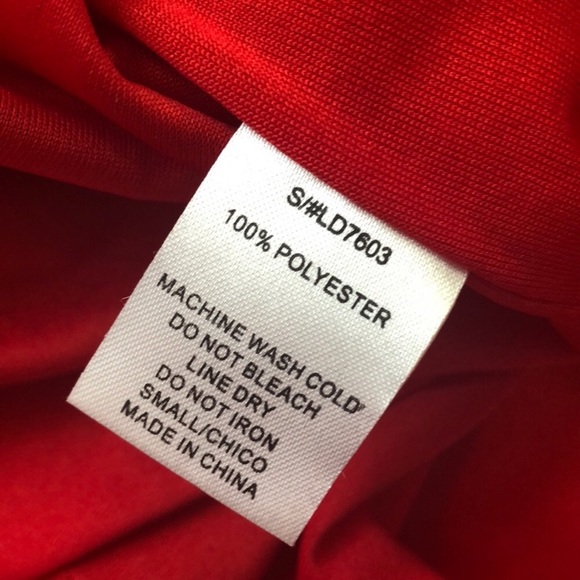 S/#LD7603
100% POLYESTER
MACHINE WASH COLD
DO NOT BLEACH
LINE DRY
DO NOT IRON
SMALL/CHICO
MADE IN CHINA